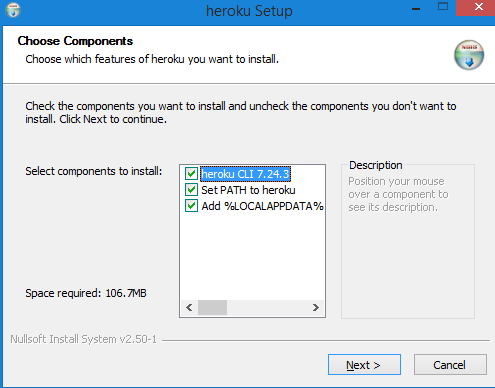 heroku Setup
Choose Components
Choose which features of heroku you want to install.
Check the components you want to install and uncheck the components you don't want to
install. Click Next to continue.
Select components to install:
heroku CLI 7.24.3
Set PATH to heroku
Add %LOCALAPPDATA%
Description
Position your mouse
over a component to
see its description.
Space required: 106.7MB
Nullsoft Install System v2.50-1
Next >
Cancel